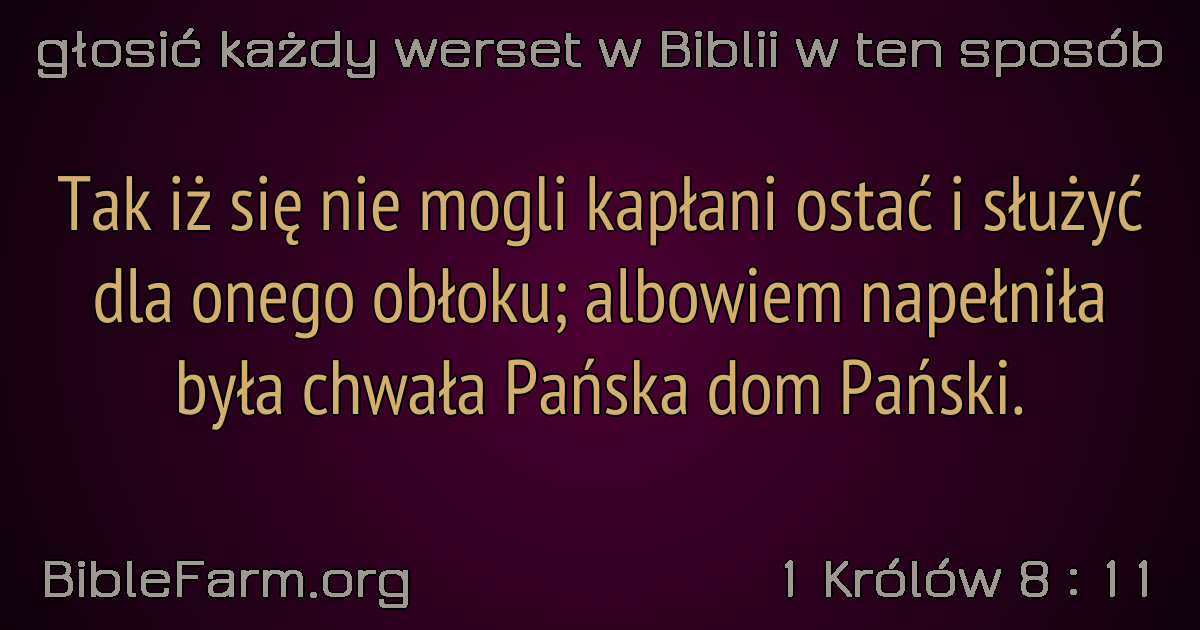 głosić każdy werset w Biblii w ten sposób
Tak iż się nie mogli kapłani ostać i służyć
dla onego obłoku; albowiem napełniła
była chwała Pańska dom Pański.
BibleFarm.org
1 Królów 8 : 11